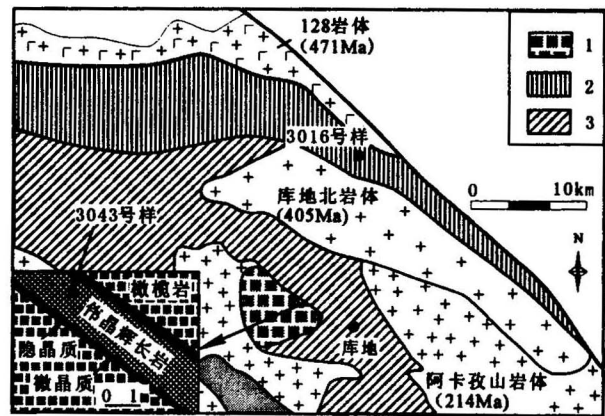 128岩体
(471Ma)
1
2
3
3016号样
0 10km
N
库地北岩体
(405Ma)
3043号样
橄榄岩
伟晶辉长岩
隐晶质
微晶质
0 1
库地
阿卡孜山岩体
(214Ma)